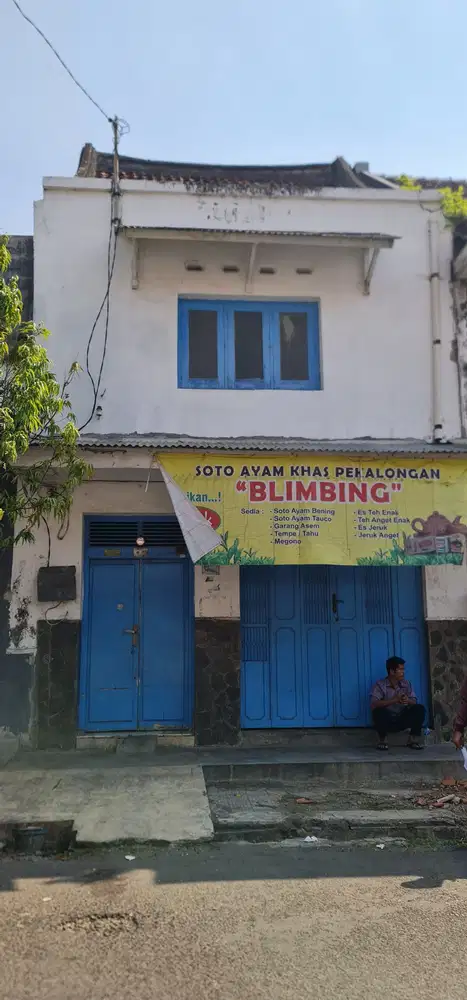 SOTO AYAM KHAS PEKALONGAN
ikan...!
"BLIMBING"
Sedia : - Soto Ayam Bening
- Soto Ayam Tauco
- Garang Asem
- Tempe / Tahu
- Megono
- Es Teh Enak
- Teh Anget Enak
- Es Jeruk
- Jeruk Anget